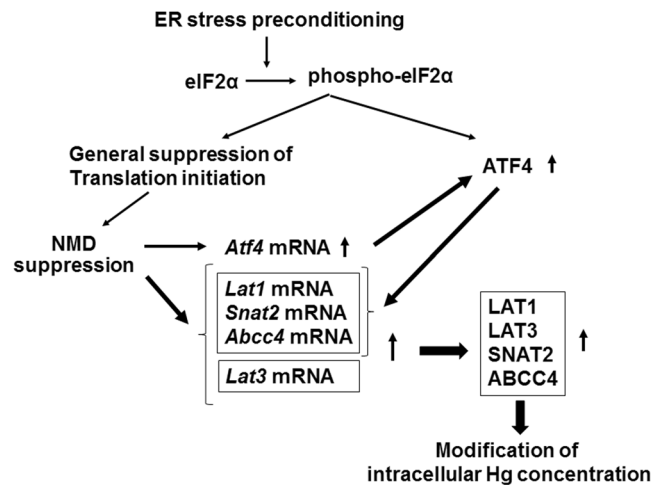 ER stress preconditioning
eIF2α
phospho-eIF2α
General suppression of
Translation initiation
ATF4
NMD
suppression
Atf4 mRNA
Lat1 mRNA
Snat2 mRNA
Abcc4 mRNA
Lat3 mRNA
LAT1
LAT3
SNAT2
ABCC4
Modification of
intracellular Hg concentration